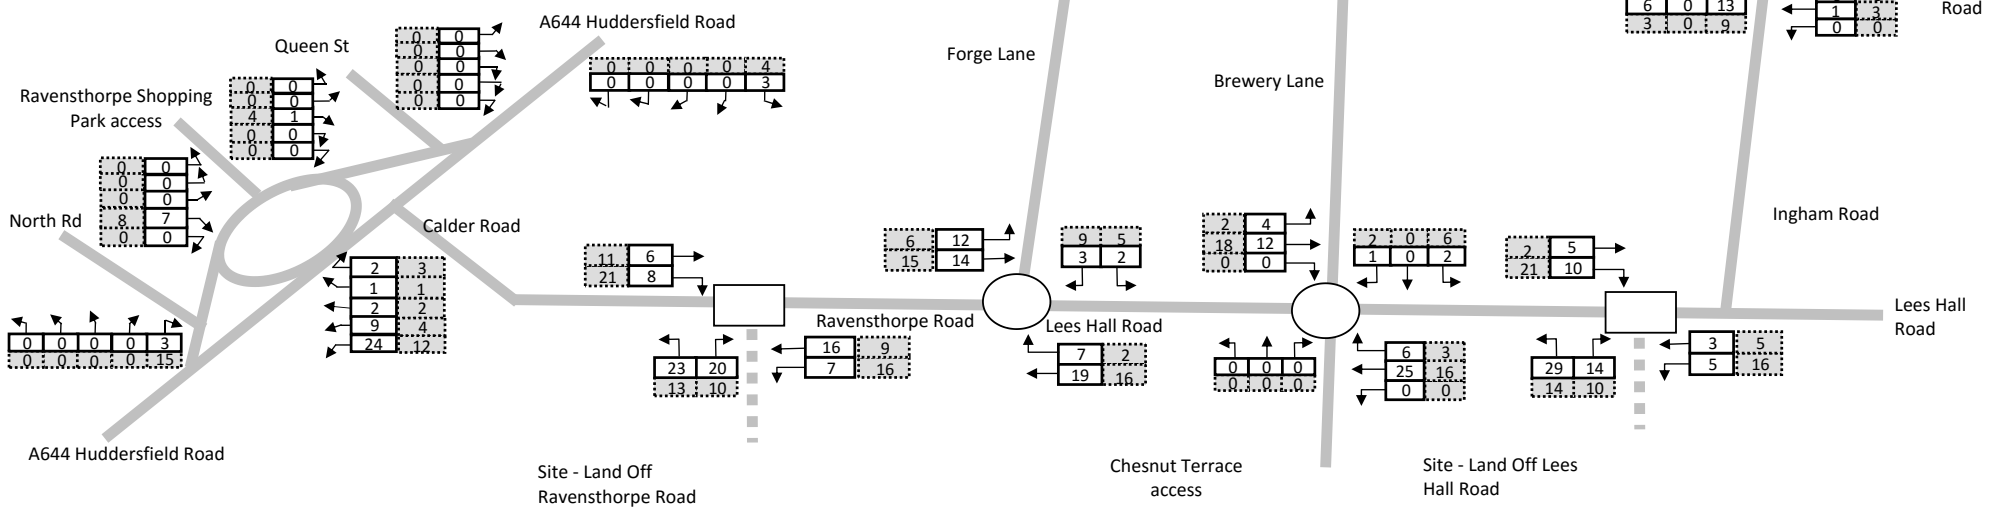 A644 Huddersfield Road
6 0 13
3 0 9
1 3
0 0
Road
Queen St
0 0
0 0
0 0
0 0
0 0
0 0 0 0 4
0 0 0 0 3
Forge Lane
Brewery Lane
Ravensthorpe Shopping
Park access
0 0
0 0
4 1
0 0
0 0
0 0
0 0
0 0
8 7
0 0
North Rd
Calder Road
Ingham Road
2 3
1 1
2 2
9 4
24 12
0 0 0 0 3
0 0 0 0 15
11 6
21 8
6 12
15 14
9 5
3 2
2 4
18 12
0 0
2 0 6
1 0 2
2 5
21 10
Ravensthorpe Road
Lees Hall Road
Lees Hall
Road
23 20
13 10
16 9
7 16
7 2
19 16
0 0 0
0 0 0
6 3
25 16
0 0
29 14
14 10
3 5
5 16
A644 Huddersfield Road
Site - Land Off
Ravensthorpe Road
Chesnut Terrace
access
Site - Land Off Lees
Hall Road